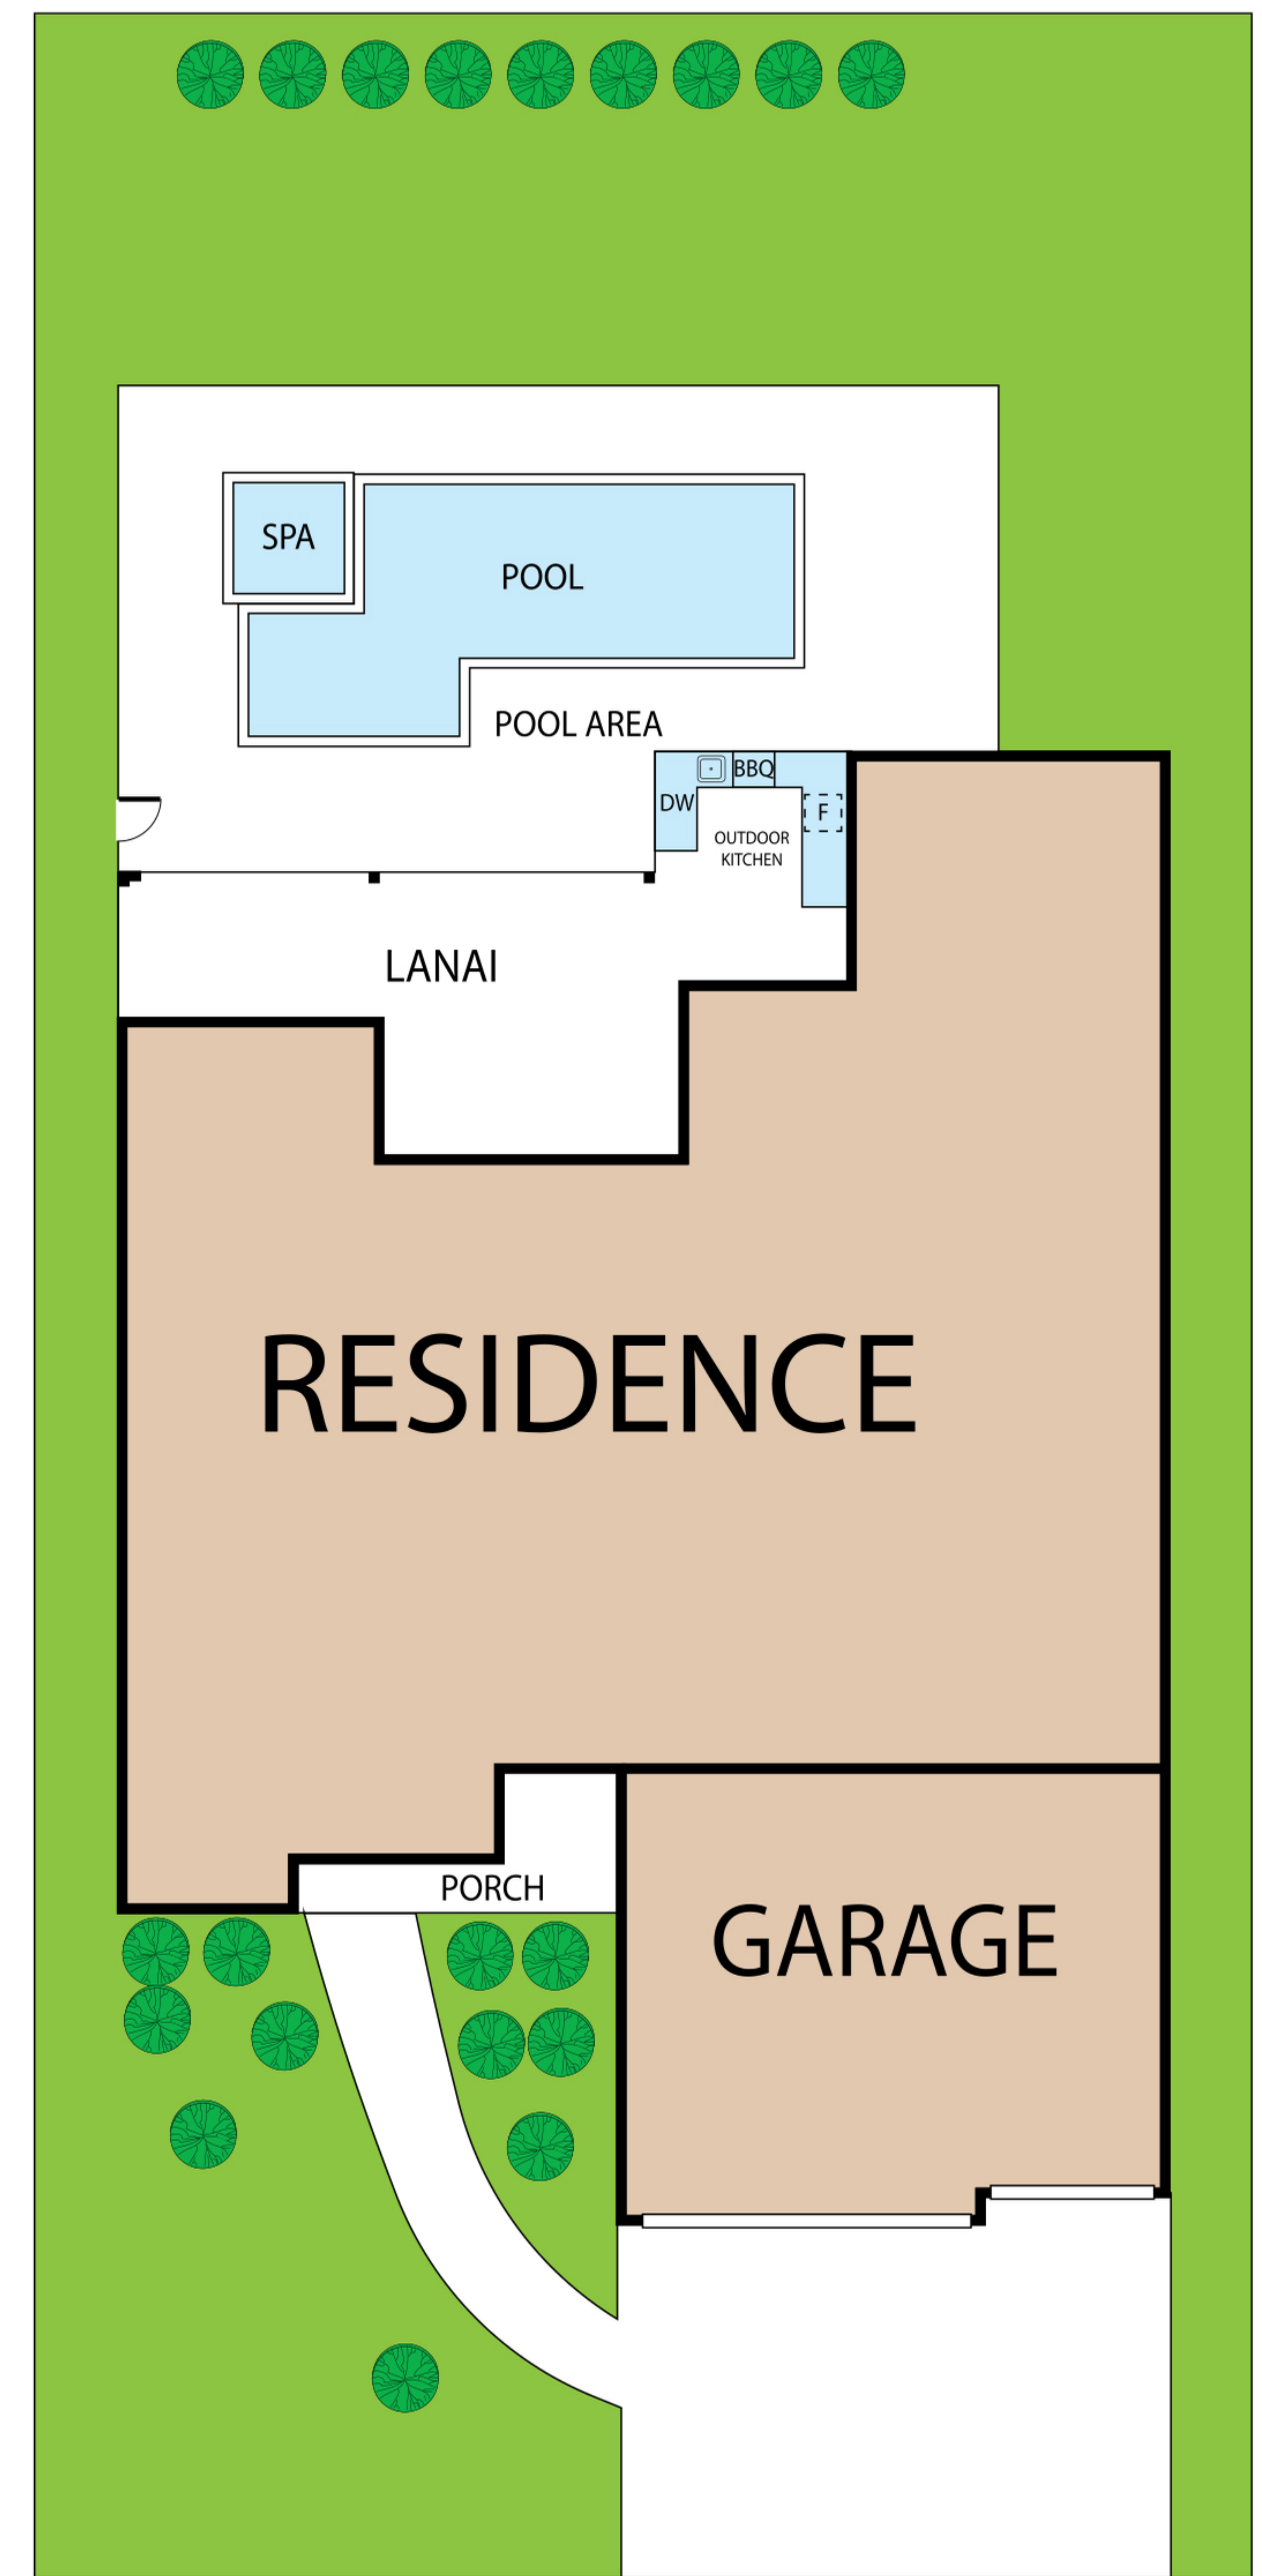 SPA
POOL
POOL AREA
BBQ
DW
F
OUTDOOR
KITCHEN
LANAI
RESIDENCE
PORCH
GARAGE